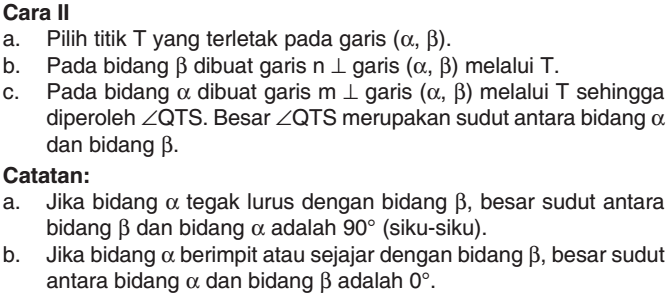 Cara II
a. Pilih titik T yang terletak pada garis (α, β).
b. Pada bidang β dibuat garis n ⊥ garis (α, β) melalui T.
c. Pada bidang α dibuat garis m ⊥ garis (α, β) melalui T sehingga
diperoleh ∠QTS. Besar ∠QTS merupakan sudut antara bidang α
dan bidang β.
Catatan:
a. Jika bidang α tegak lurus dengan bidang β, besar sudut antara
bidang β dan bidang α adalah 90° (siku-siku).
b. Jika bidang α berimpit atau sejajar dengan bidang β, besar sudut
antara bidang α dan bidang β adalah 0°.